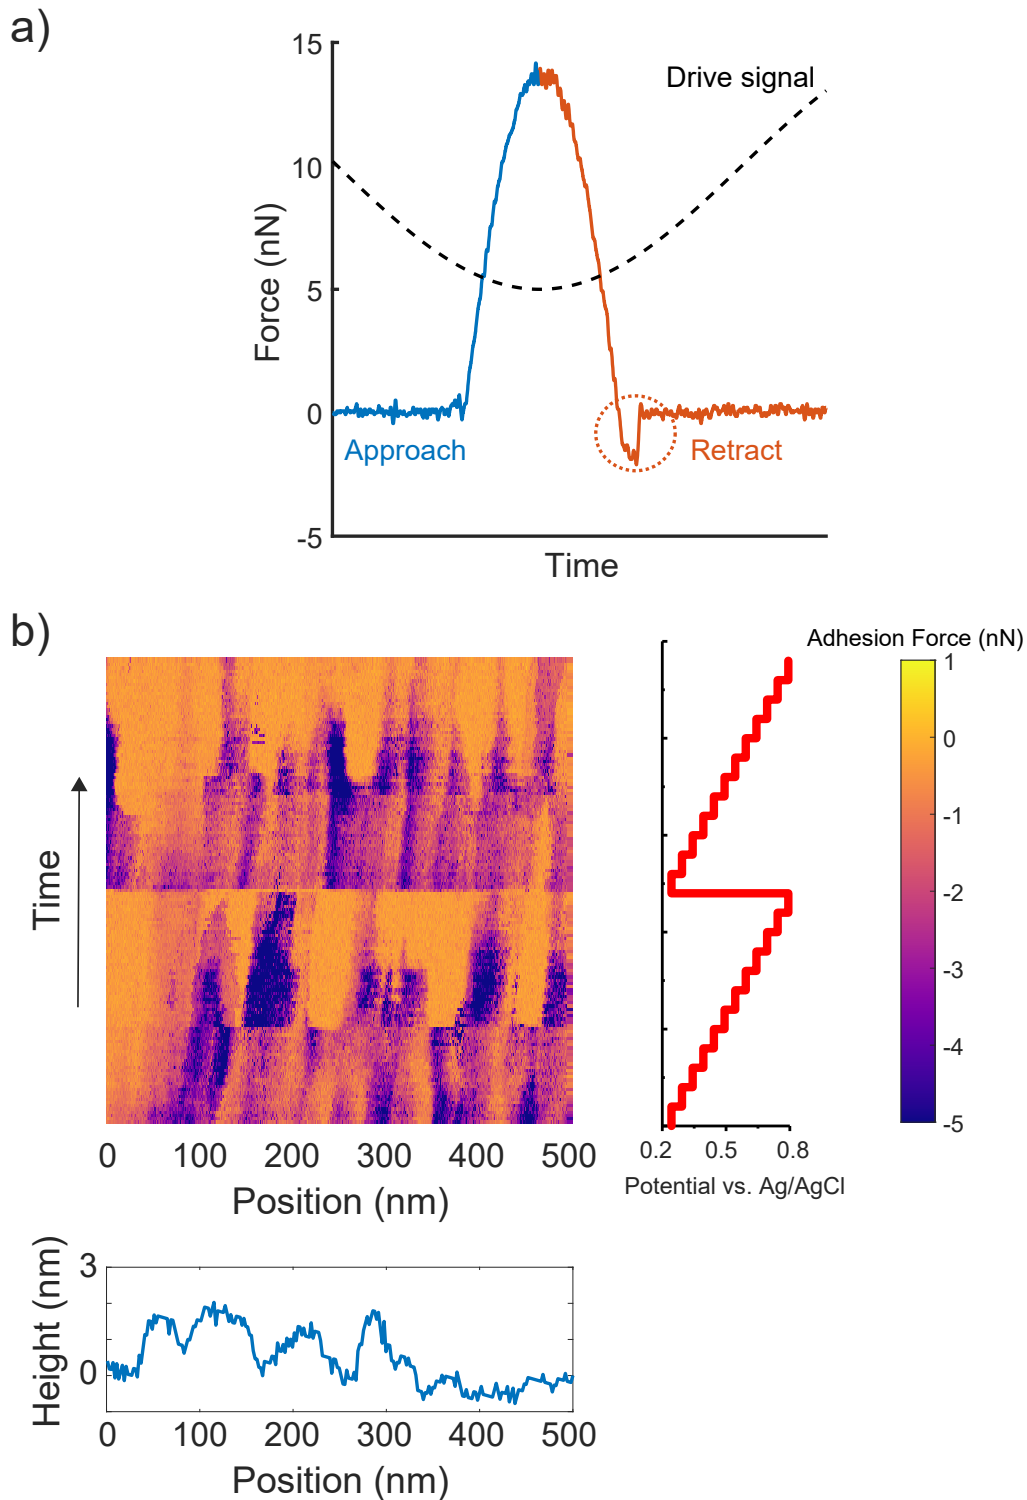 a)
15
Drive signal
10
Force (nN)
5
0
Approach
Retract
-5
Time
b)
Adhesion Force (nN)
1
0
-1
-2
Time
-3
-4
-5
0 100 200 300 400 500
0.2 0.5 0.8
Position (nm)
Potential vs. Ag/AgCl
3
Height (nm)
0
0 100 200 300 400 500
Position (nm)